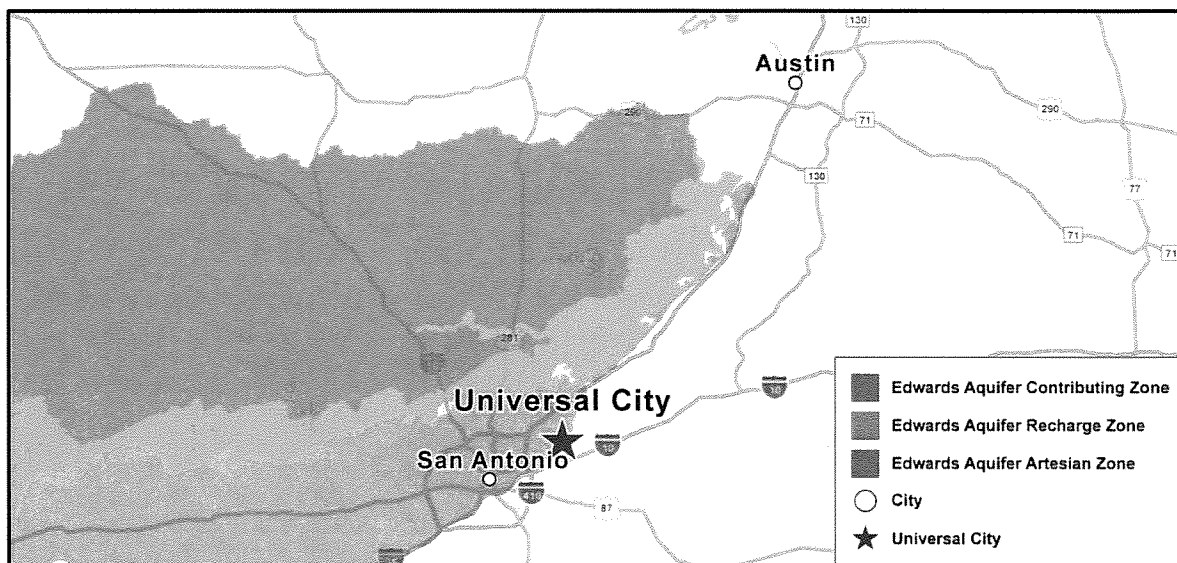 130
Austin
290
290
71
130
77
71
71
281
10
Universal City
10
San Antonio
410
87
Edwards Aquifer Contributing Zone
Edwards Aquifer Recharge Zone
Edwards Aquifer Artesian Zone
City
Universal City